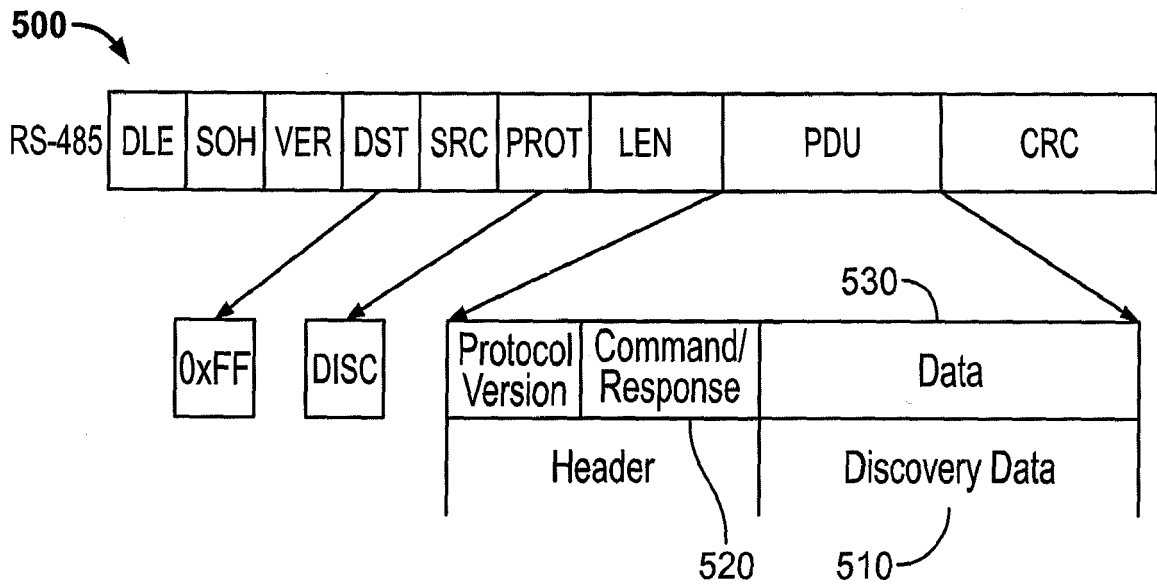 500
RS-485 DLE SOH VER DST SRC PROT LEN PDU CRC
530
0xFF DISC Protocol Version Command/ Response Data
Header Discovery Data
520 510